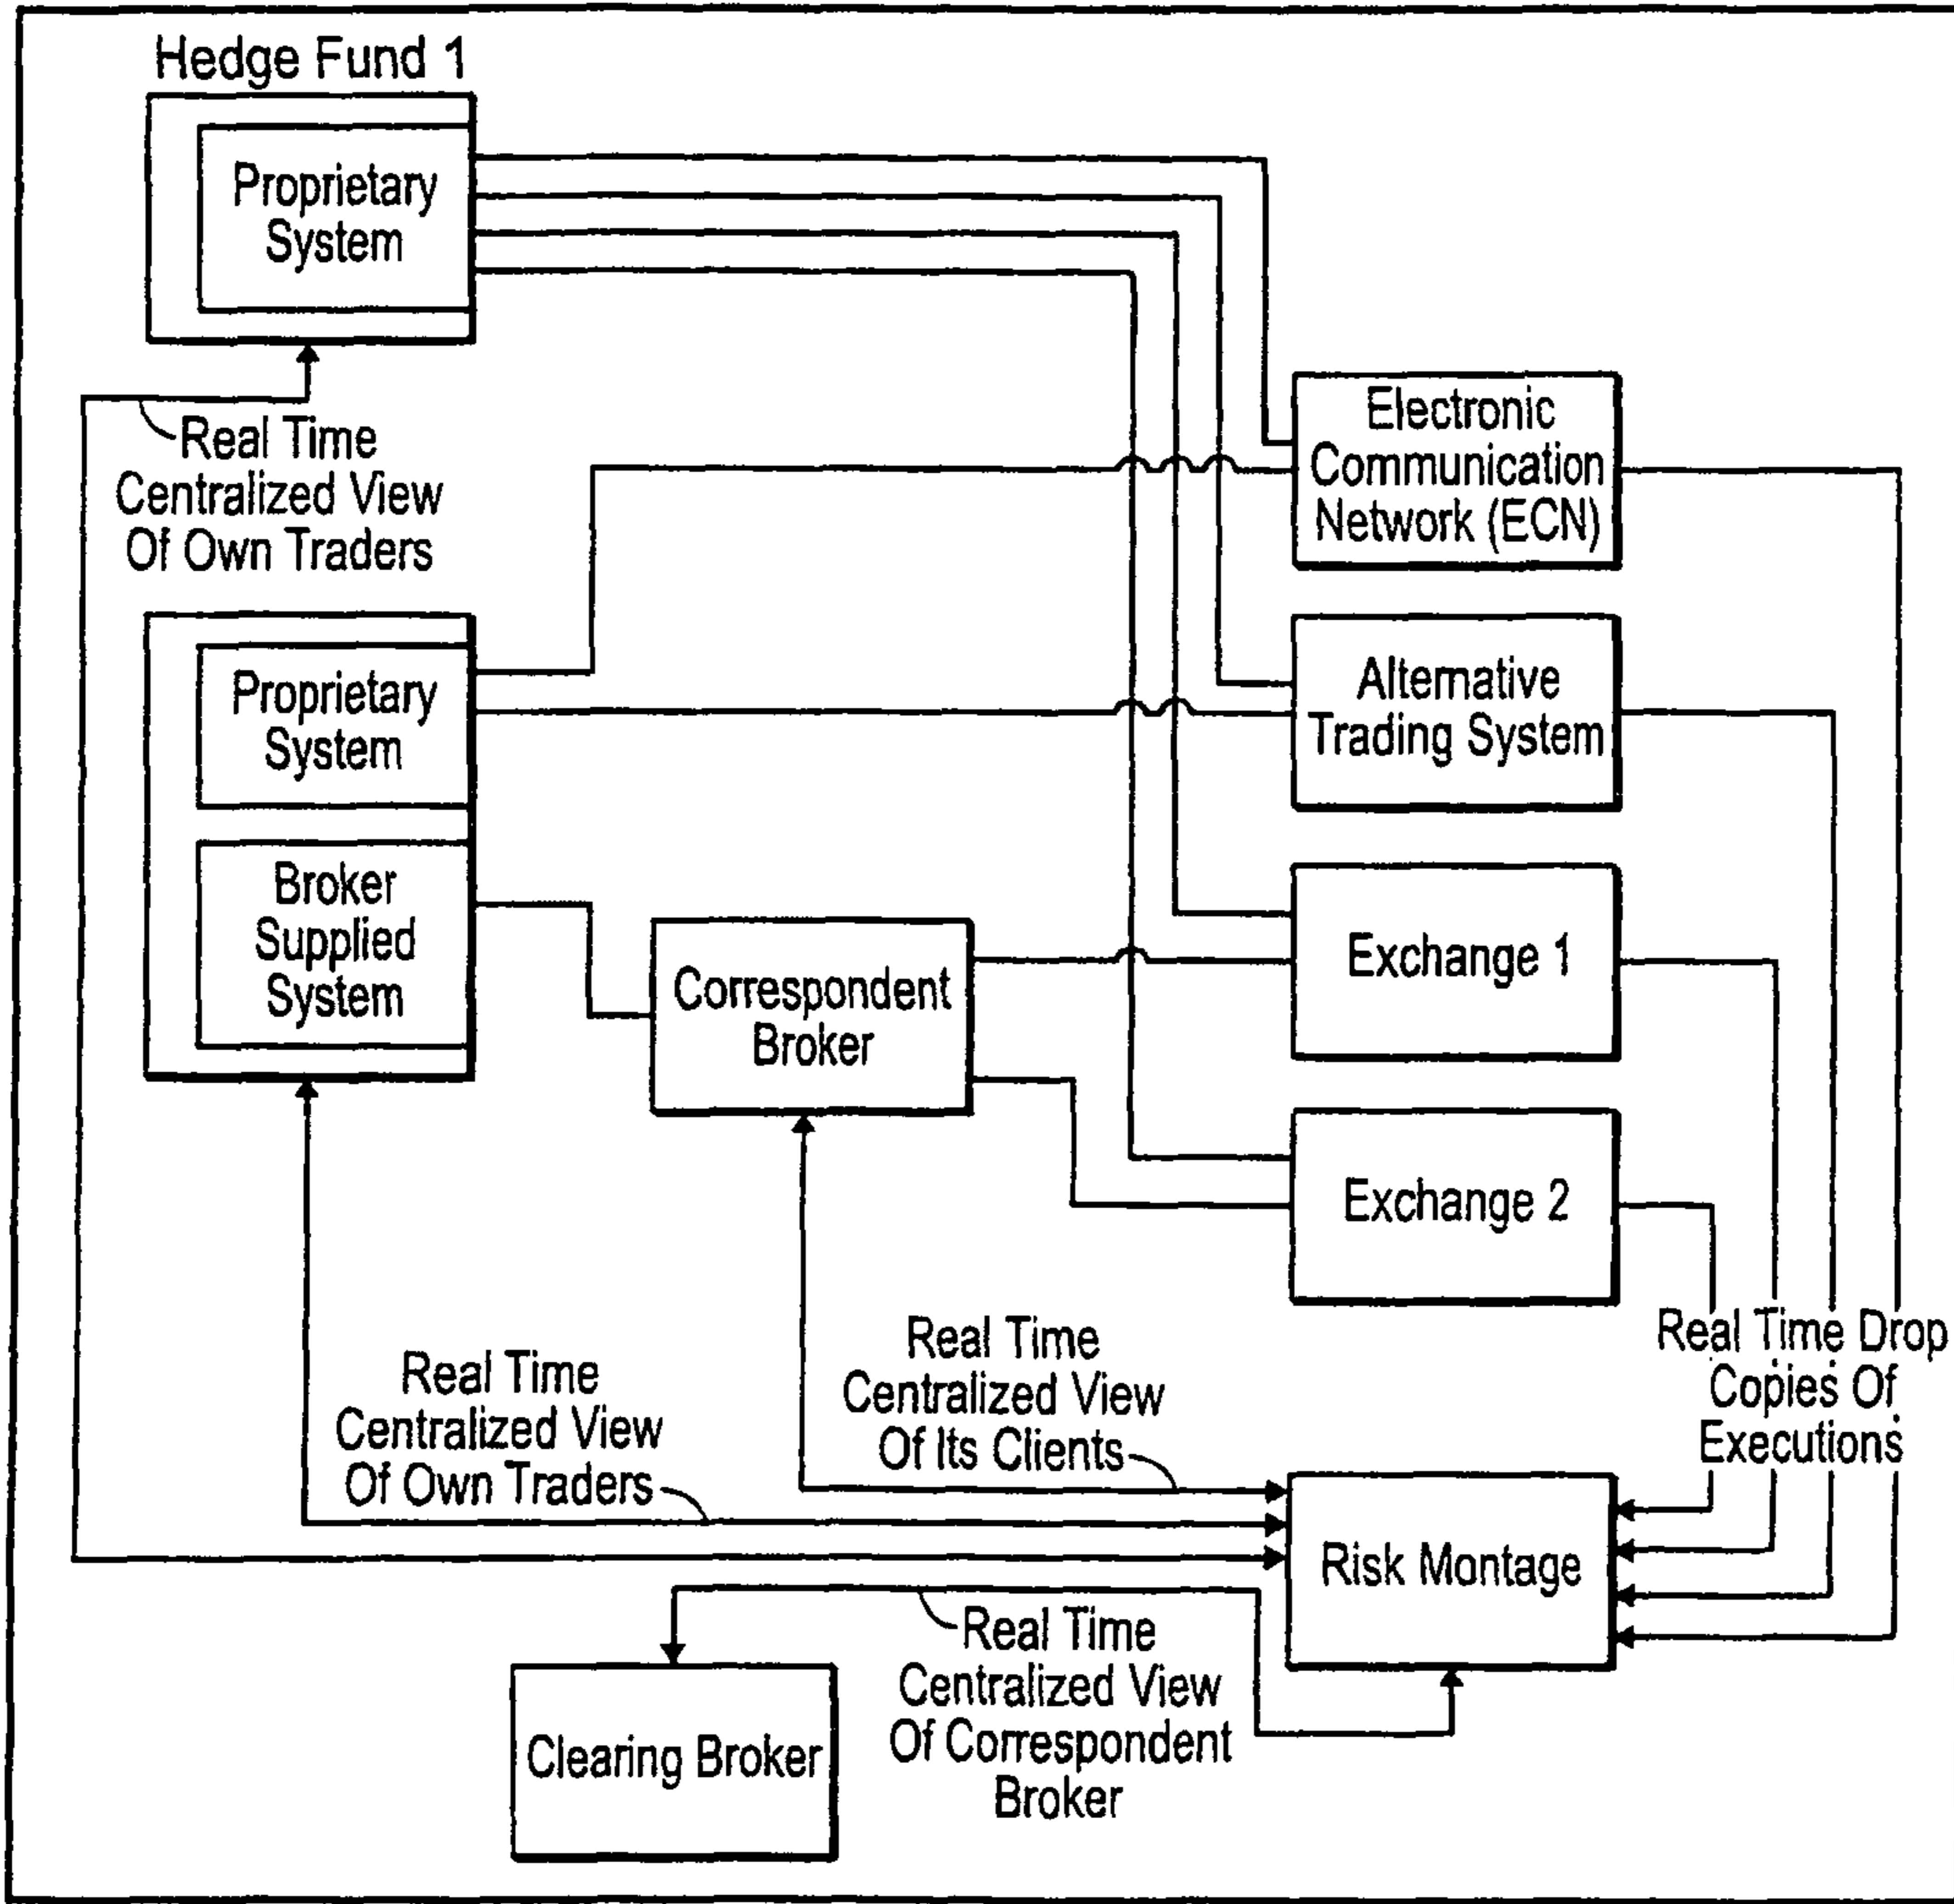 Hedge Fund 1
Proprietary
System
Real Time
Centralized View
Of Own Traders
Electronic
Communication
Network (ECN)
Proprietary
System
Alternative
Trading System
Broker
Supplied
System
Correspondent
Broker
Exchange 1
Exchange 2
Real Time Drop
Copies Of
Executions
Real Time
Centralized View
Of Its Clients
Real Time
Centralized View
Of Own Traders
Risk Montage
Real Time
Centralized View
Of Correspondent
Broker
Clearing Broker